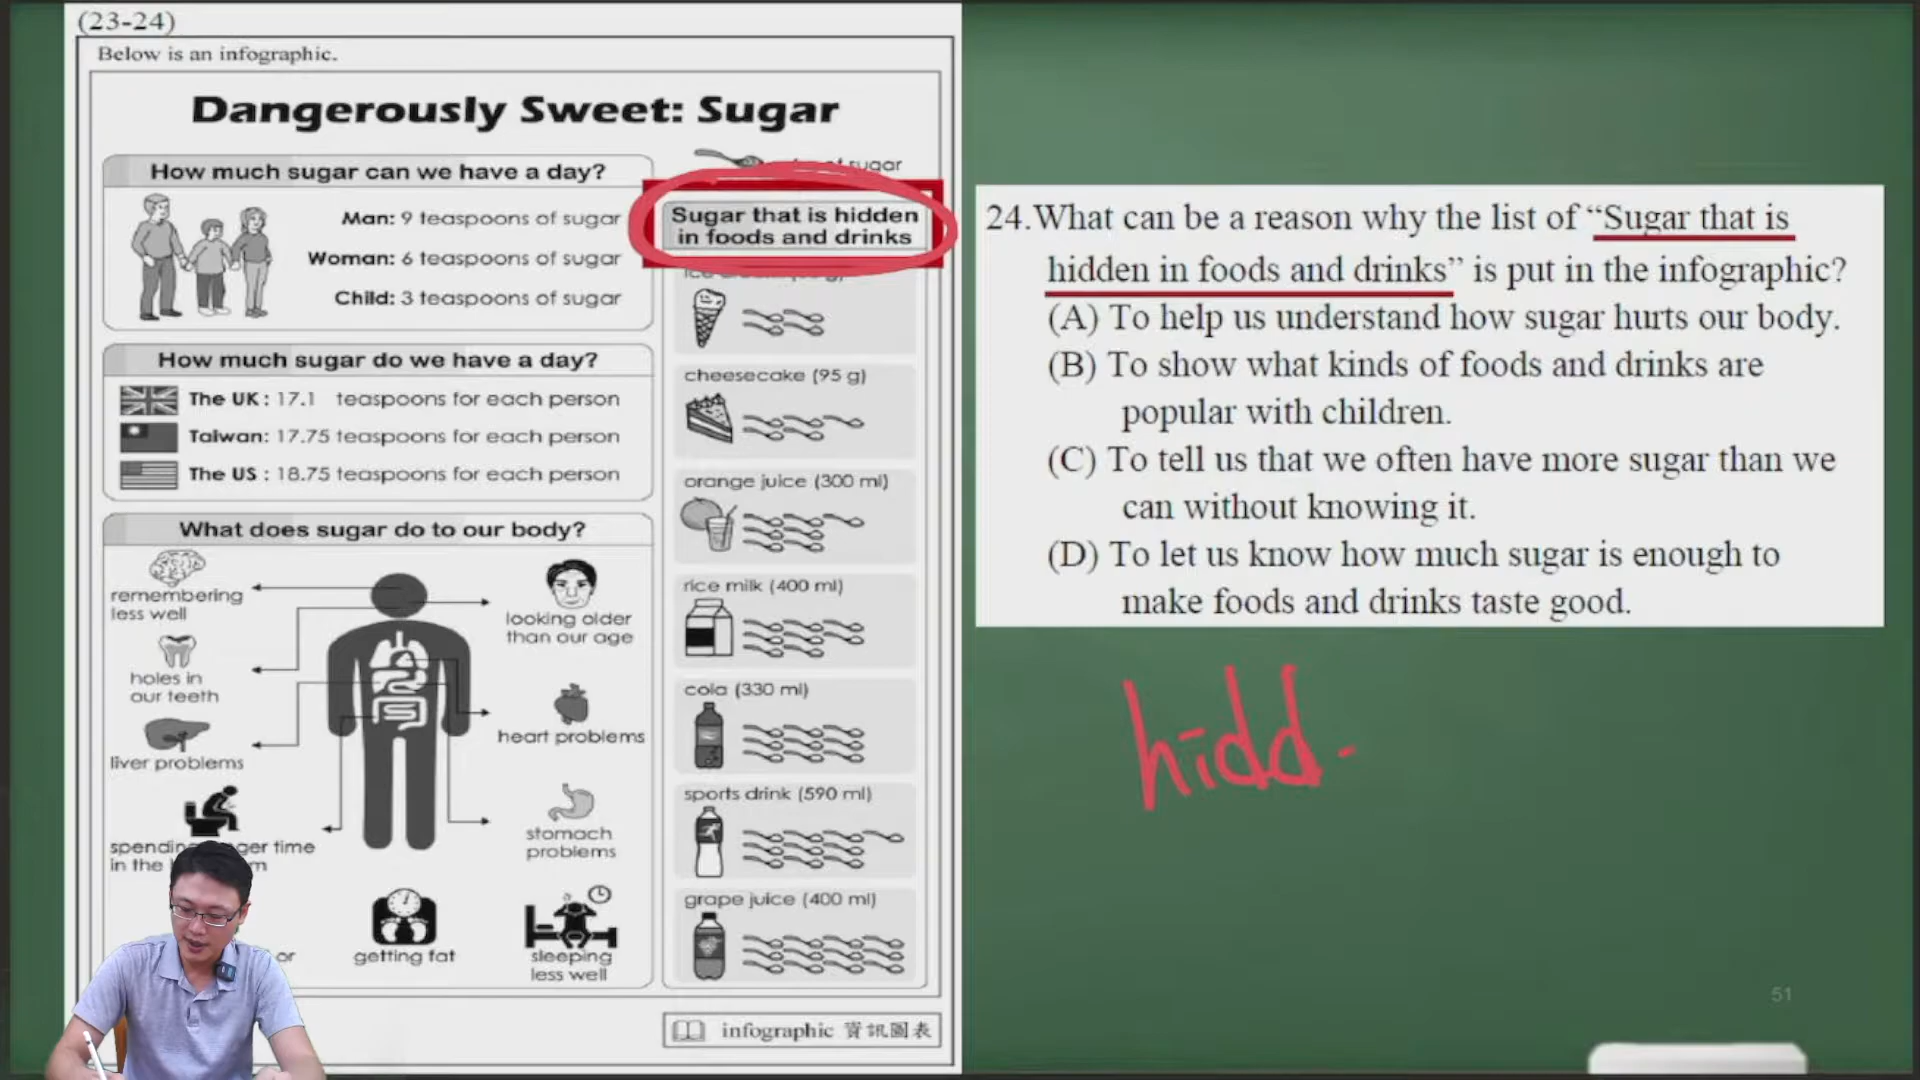 (23-24)
Below is an infographic.
Dangerously Sweet: Sugar
How much sugar can we have a day?
Man: 9 teaspoons of sugar
Woman: 6 teaspoons of sugar
Child: 3 teaspoons of sugar
How much sugar do we have a day?
The UK : 17.1 teaspoons for each person
Taiwan: 17.75 teaspoons for each person
The US : 18.75 teaspoons for each person
What does sugar do to our body?
remembering
less well
looking older
than our age
holes in
our teeth
heart problems
liver problems
stomach
problems
spending time
in the
or
getting fat
sleeping
less well
of sugar
Sugar that is hidden
in foods and drinks
cheesecake (95 g)
orange juice (300 ml)
rice milk (400 ml)
cola (330 ml)
sports drink (590 ml)
grape juice (400 ml)
infographic 資訊圖表
24.What can be a reason why the list of “Sugar that is
hidden in foods and drinks” is put in the infographic?
(A) To help us understand how sugar hurts our body.
(B) To show what kinds of foods and drinks are
popular with children.
(C) To tell us that we often have more sugar than we
can without knowing it.
(D) To let us know how much sugar is enough to
make foods and drinks taste good.
hidd
51